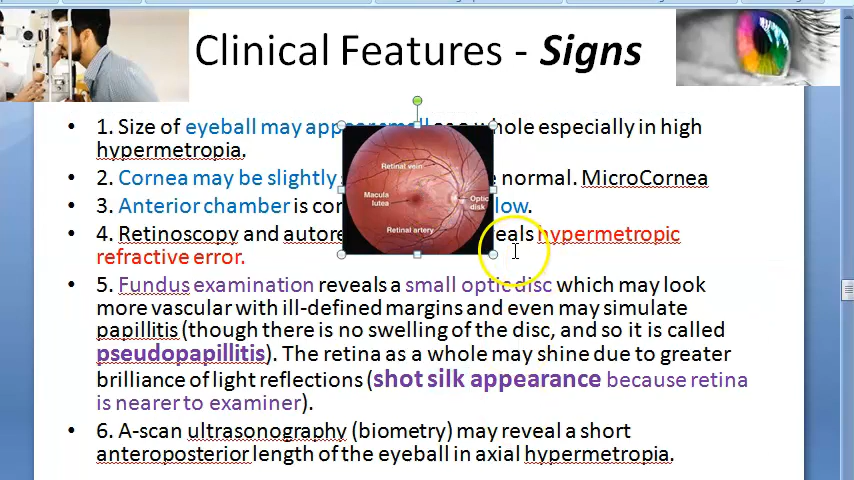 Clinical Features - Signs
• 1. Size of eyeball may hole especially in high
hypermetropia.
• 2. Cornea may be slightly normal. MicroCornea
• 3. Anterior chamber is low.
• 4. Retinoscopy and hypermetropic
refractive error.
Retinal vein
Macula
lutea
Optic
disk
Retinal artery
• 5. Fundus examination reveals a small optic disc which may look
more vascular with ill-defined margins and even may simulate
papillitis (though there is no swelling of the disc, and so it is called
pseudopapillitis). The retina as a whole may shine due to greater
brilliance of light reflections (shot silk appearance because retina
is nearer to examiner).
• 6. A-scan ultrasonography (biometry) may reveal a short
anteroposterior length of the eyeball in axial hypermetropia.